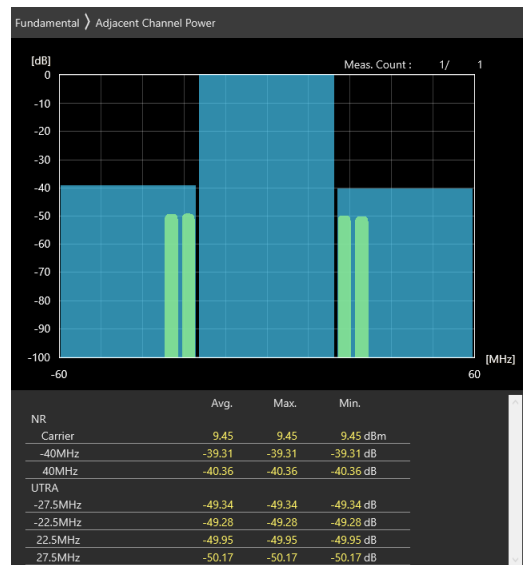 Fundamental 〉 Adjacent Channel Power
[dB] Meas. Count : 1/ 1
0
-10
-20
-30
-40
-50
-60
-70
-80
-90
-100 [MHz]
-60 60
Avg. Max. Min.
NR
Carrier 9.45 9.45 9.45 dBm
-40MHz -39.31 -39.31 -39.31 dB
40MHz -40.36 -40.36 -40.36 dB
UTRA
-27.5MHz -49.34 -49.34 -49.34 dB
-22.5MHz -49.28 -49.28 -49.28 dB
22.5MHz -49.95 -49.95 -49.95 dB
27.5MHz -50.17 -50.17 -50.17 dB